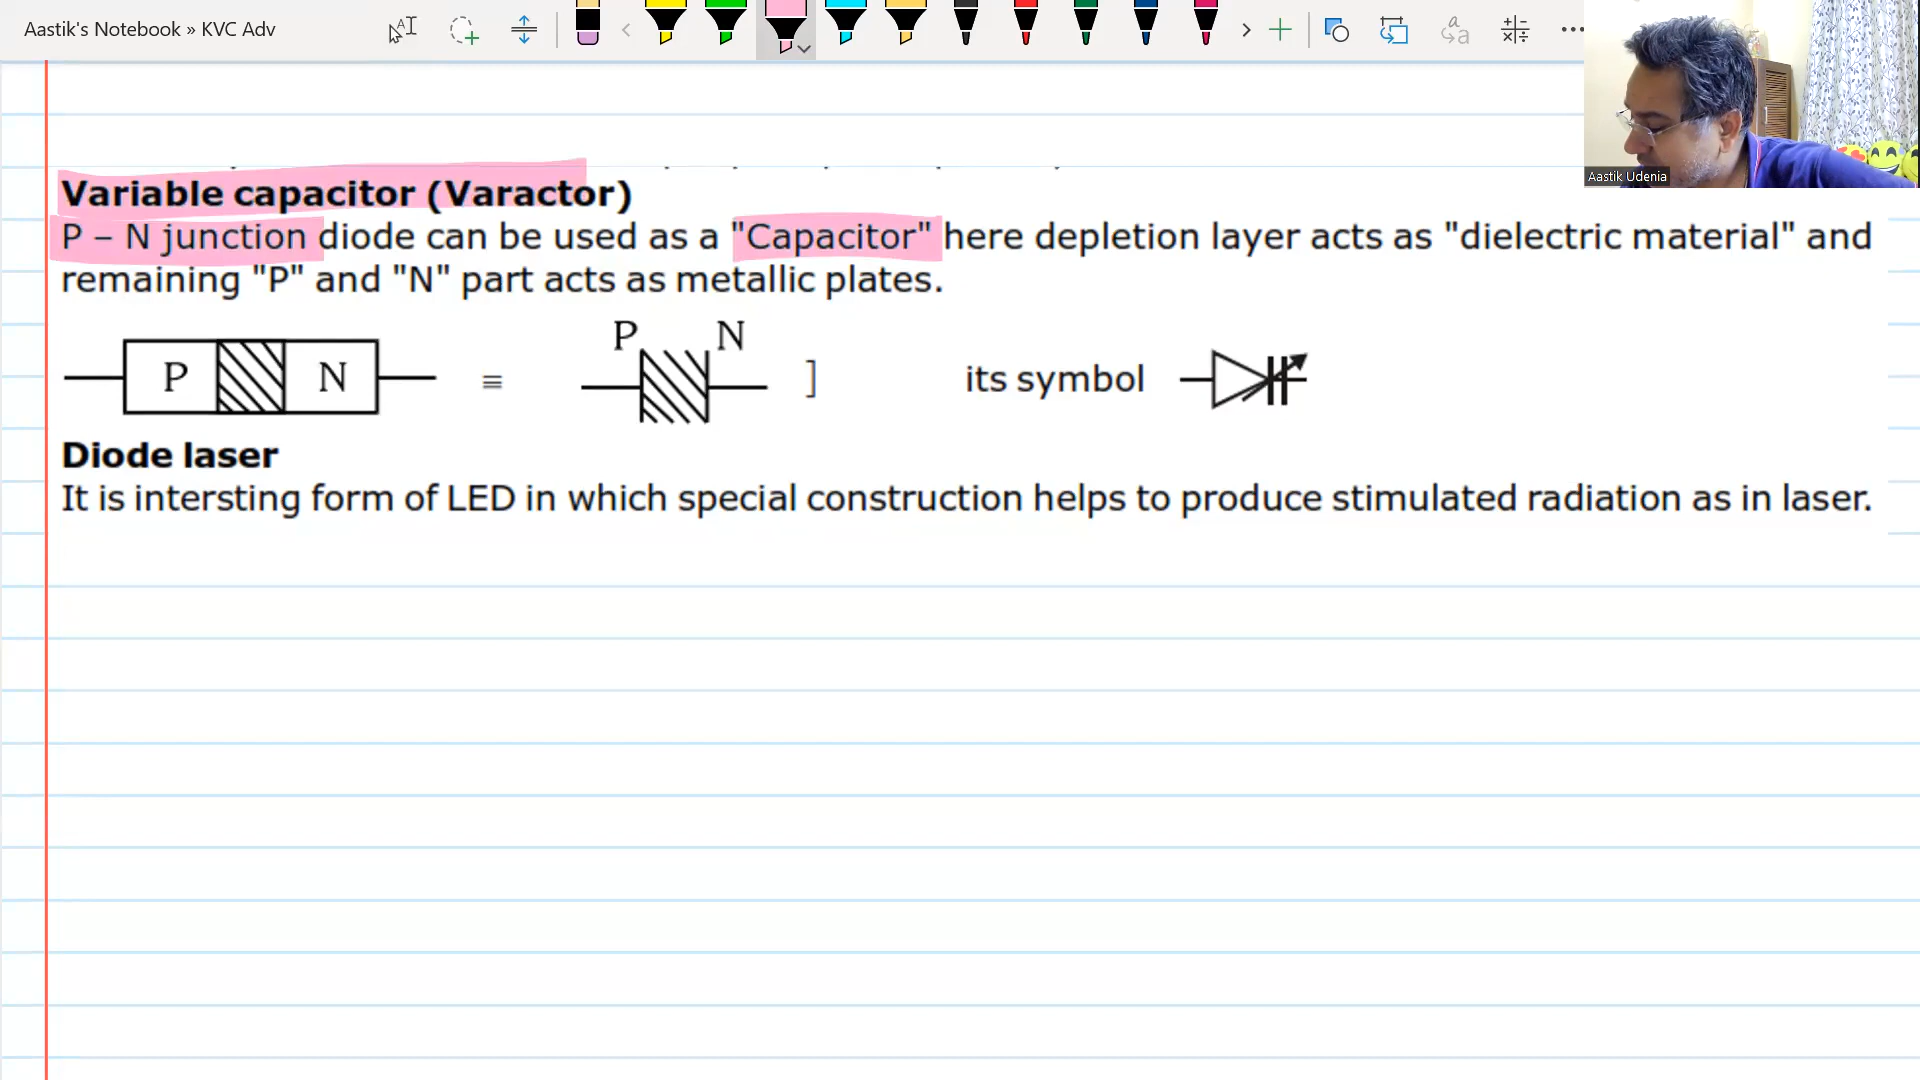 Aastik's Notebook » KVC Adv
Aastik Udenia
Variable capacitor (Varactor)
P – N junction diode can be used as a "Capacitor" here depletion layer acts as "dielectric material" and
remaining "P" and "N" part acts as metallic plates.
P N ≡ P N ] its symbol
Diode laser
It is intersting form of LED in which special construction helps to produce stimulated radiation as in laser.